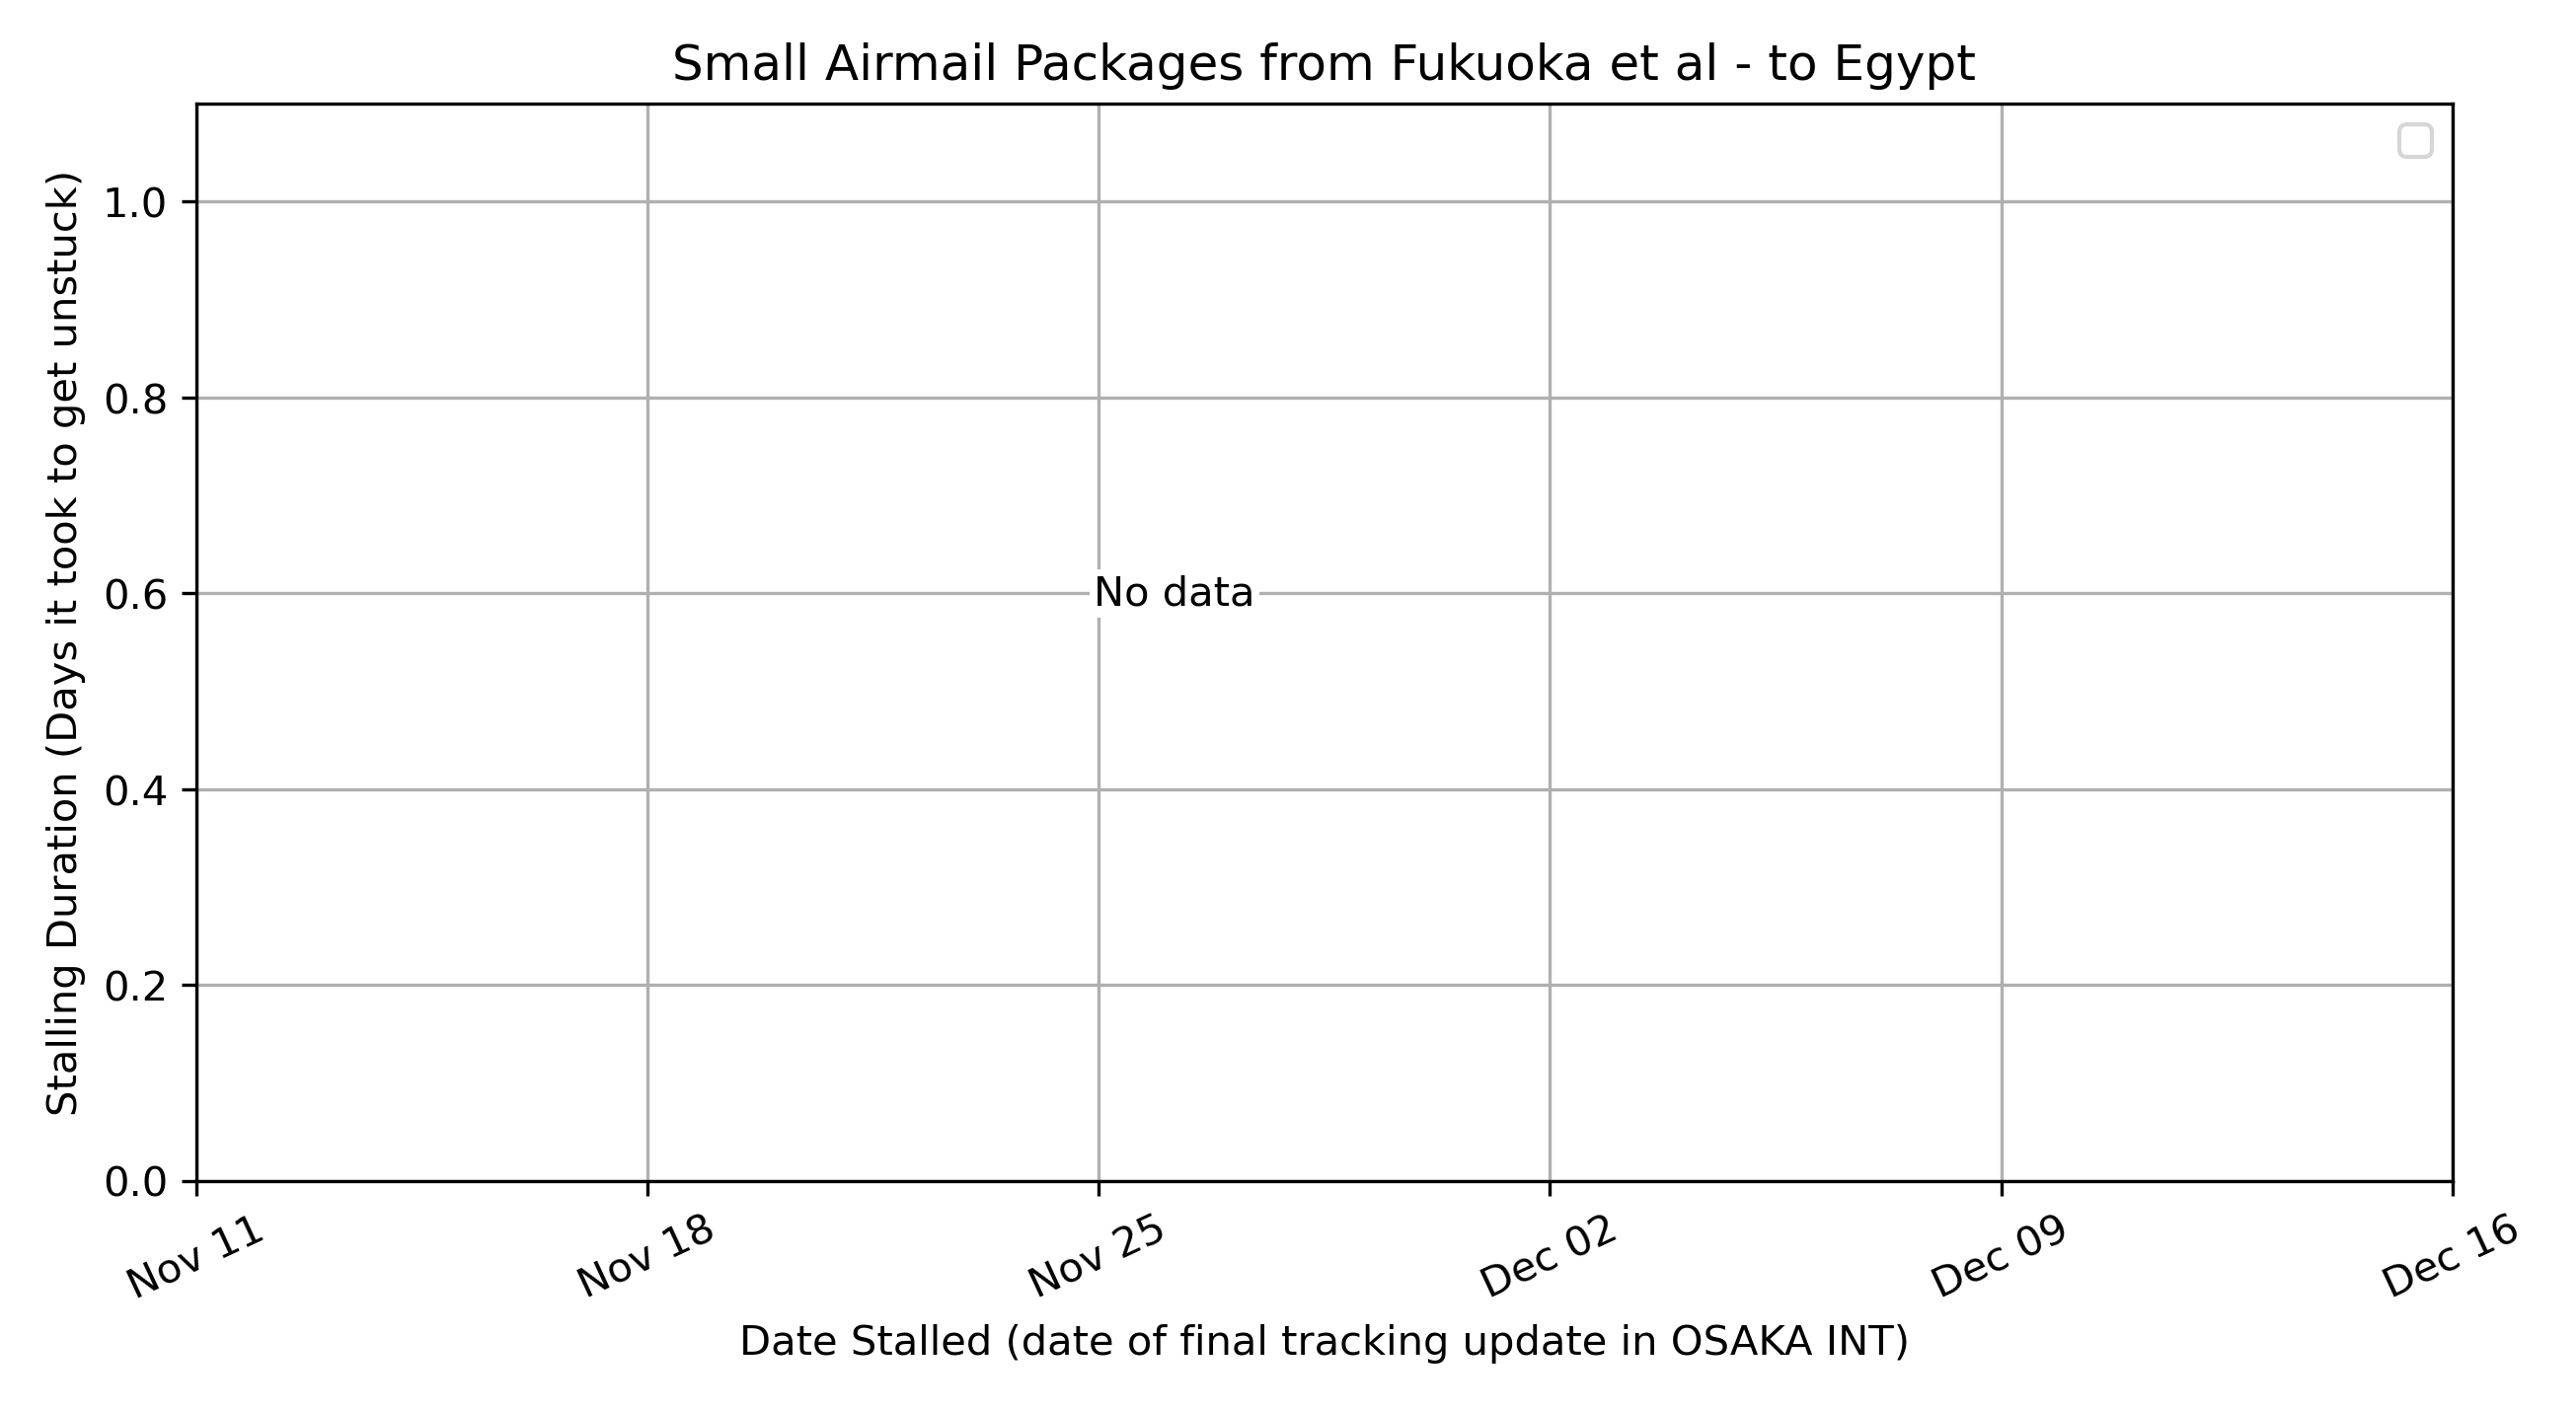 Small Airmail Packages from Fukuoka et al - to Egypt
Stalling Duration (Days it took to get unstuck)
1.0
0.8
0.6
0.4
0.2
0.0
No data
Nov 11
Nov 18
Nov 25
Dec 02
Dec 09
Dec 16
Date Stalled (date of final tracking update in OSAKA INT)